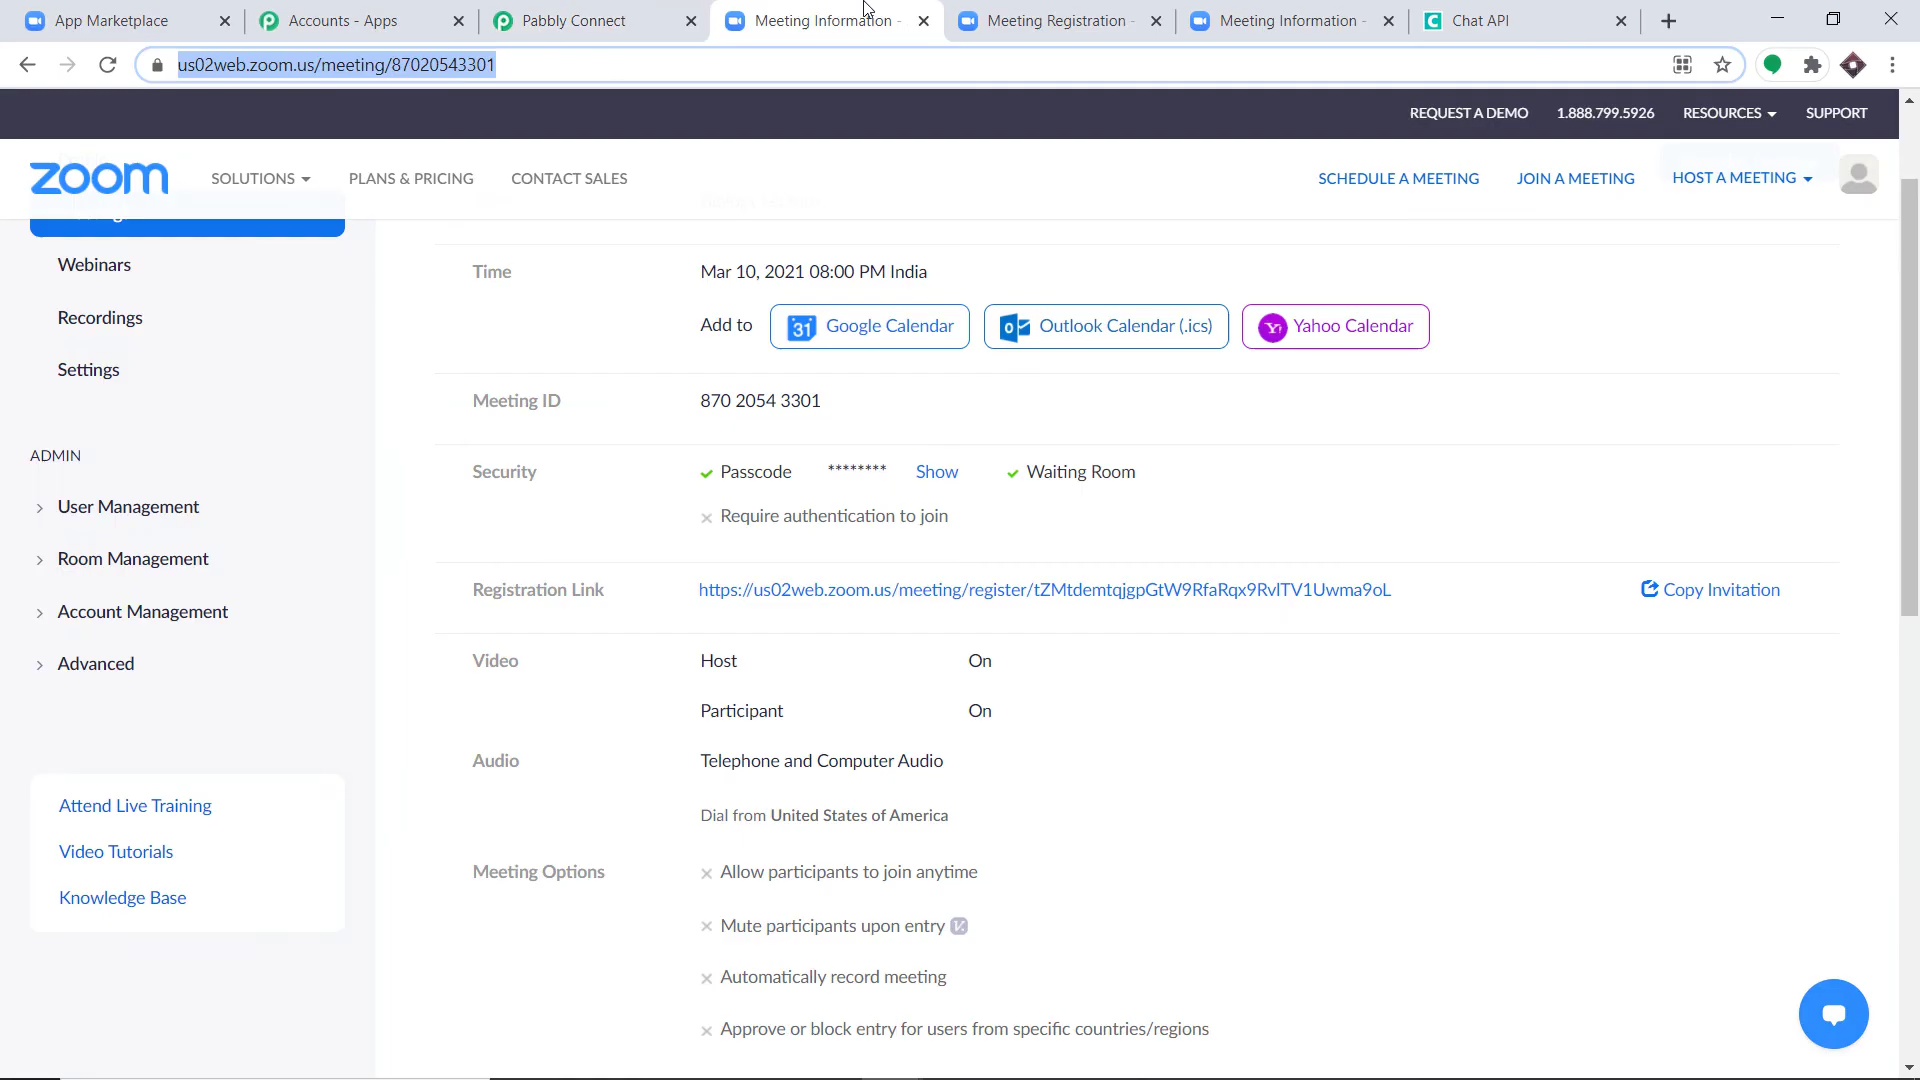 App Marketplace
Accounts - Apps
Pabbly Connect
Meeting Information -
Meeting Registration -
Meeting Information -
Chat API
us02web.zoom.us/meeting/87020543301
REQUEST A DEMO
1.888.799.5926
RESOURCES
SUPPORT
zoom
SOLUTIONS
PLANS & PRICING
CONTACT SALES
SCHEDULE A MEETING
JOIN A MEETING
HOST A MEETING
Webinars
Recordings
Settings
ADMIN
User Management
Room Management
Account Management
Advanced
Attend Live Training
Video Tutorials
Knowledge Base
Time
Mar 10, 2021 08:00 PM India
Add to
31 Google Calendar
Outlook Calendar (.ics)
Yahoo Calendar
Meeting ID
870 2054 3301
Security
Passcode ******** Show
Waiting Room
Require authentication to join
Registration Link
https://us02web.zoom.us/meeting/register/tZMtdemtqjgpGtW9RfaRqx9RvlTV1Uwma9oL
Copy Invitation
Video
Host On
Participant On
Audio
Telephone and Computer Audio
Dial from United States of America
Meeting Options
Allow participants to join anytime
Mute participants upon entry
Automatically record meeting
Approve or block entry for users from specific countries/regions